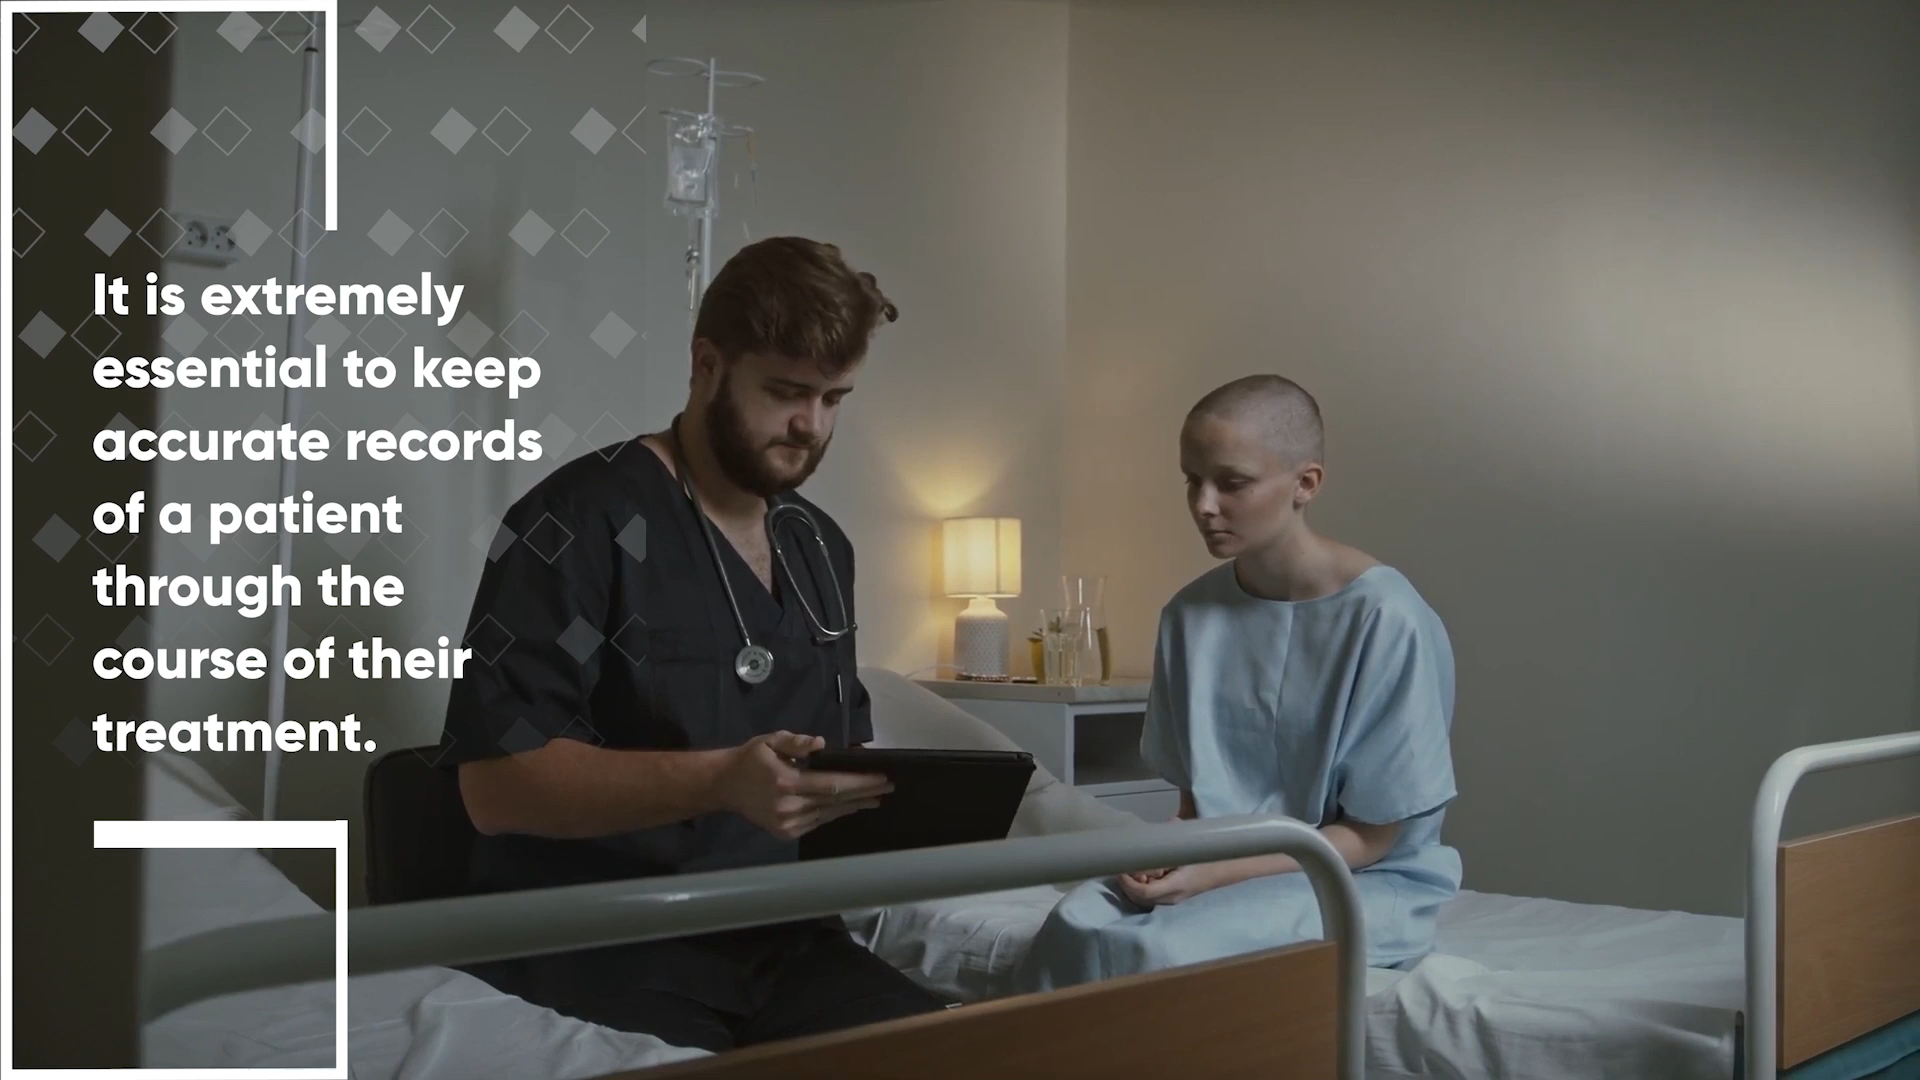 It is extremely
essential to keep
accurate records
of a patient
through the
course of their
treatment.